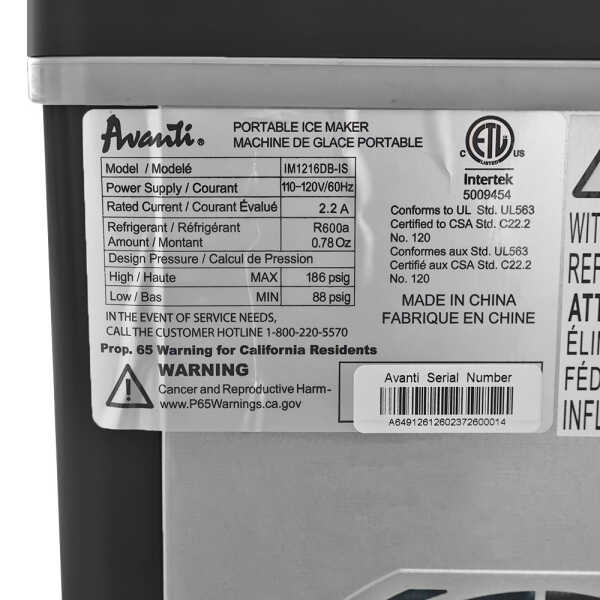 Avanti®
PORTABLE ICE MAKER
MACHINE DE GLACE PORTABLE
Model / Modelé IM1216DB-IS
Power Supply / Courant 110–120V/60Hz
Rated Current / Courant Évalué 2.2 A
Refrigerant / Réfrigérant R600a
Amount / Montant 0.78 Oz
Design Pressure / Calcul de Pression
High / Haute MAX 186 psig
Low / Bas MIN 88 psig
IN THE EVENT OF SERVICE NEEDS,
CALL THE CUSTOMER HOTLINE 1-800-220-5570
Prop. 65 Warning for California Residents
WARNING
Cancer and Reproductive Harm-
www.P65Warnings.ca.gov
C ETL US
LISTED
Intertek
5009454
Conforms to UL Std. UL563
Certified to CSA Std. C22.2
No. 120
Conformes aux Std. UL563
Certifié aux CSA Std. C22.2
No. 120
MADE IN CHINA
FABRIQUE EN CHINE
Avanti Serial Number
A64912612602372600014
WIT
REF
ATT
ÉLIN
FÉD
INFL